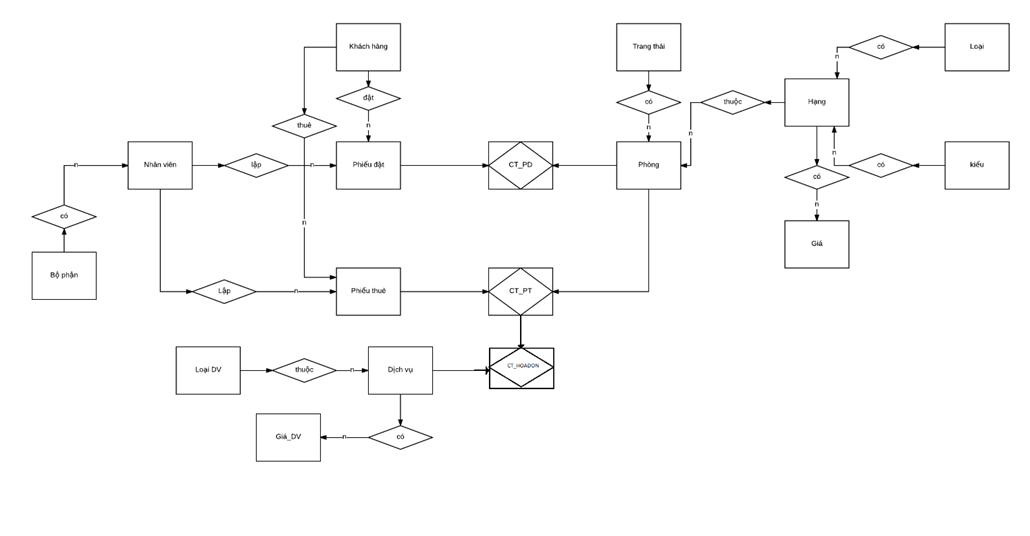 Khách hàng
Trang thái
có
Loại
n
đặt
có
thuộc
Hạng
thuê
n
n
n
n
Nhân viên
lập
n
Phiếu đặt
CT_PD
Phòng
có
n
có
kiểu
n
có
n
Giá
Bộ phận
Lập
n
Phiếu thuê
CT_PT
Loại DV
thuộc
n
Dịch vụ
CT_HOADON
Giá_DV
n
có